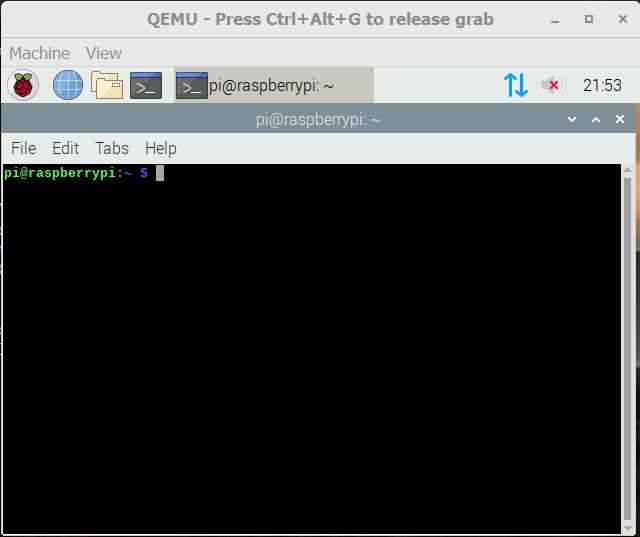 QEMU - Press Ctrl+Alt+G to release grab
Machine View
>_ >_ pi@raspberrypi: ~ 21:53
pi@raspberrypi: ~
File Edit Tabs Help
pi@raspberrypi:~ $